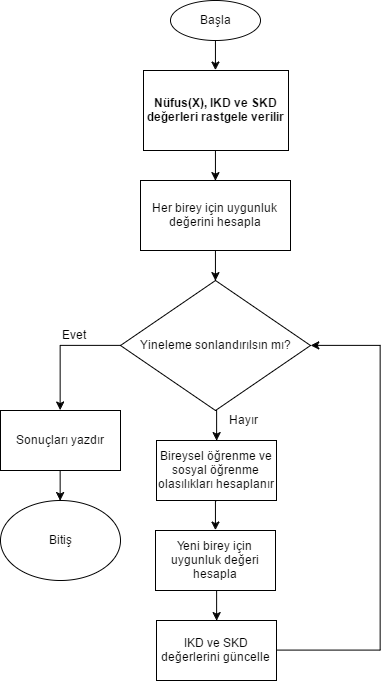 Başla
Nüfus(X), IKD ve SKD
değerleri rastgele verilir
Her birey için uygunluk
değerini hesapla
Yineleme sonlandırılsın mı?
Evet
Hayır
Sonuçları yazdır
Bitiş
Bireysel öğrenme ve
sosyal öğrenme
olasılıkları hesaplanır
Yeni birey için
uygunluk değeri
hesapla
IKD ve SKD
değerlerini güncelle